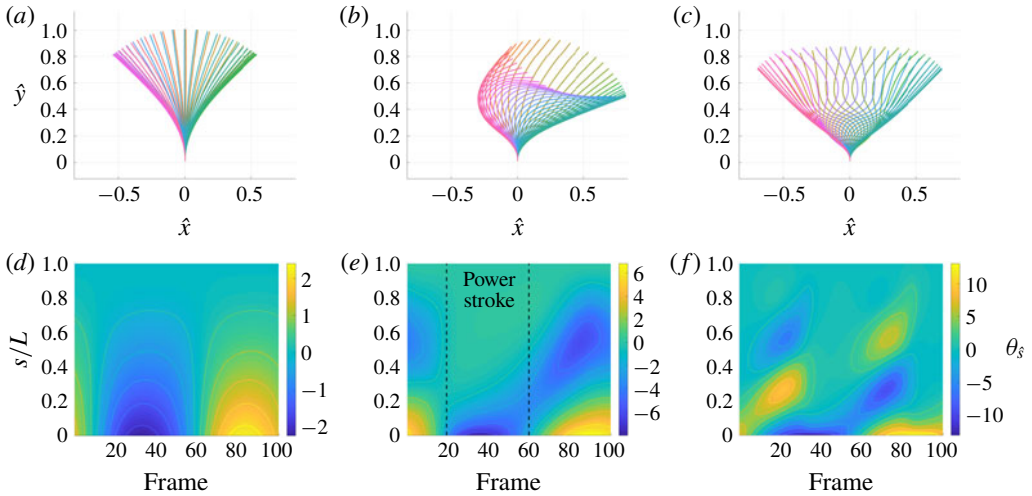 (a) (b) (c)
1.0 1.0 1.0
0.8 0.8 0.8
0.6 0.6 0.6
ŷ
0.4 0.4 0.4
0.2 0.2 0.2
0 0 0
−0.5 0 0.5 −0.5 0 0.5 −0.5 0 0.5
x̂ x̂ x̂
(d) (e) (f)
1.0 2 1.0 Power 6 1.0 10
0.8 0.8 stroke 4 0.8
0.6 1 0.6 2 0.6 5
s/L 0 0 0 θŝ
0.4 −1 0.4 −2 0.4 −5
0.2 0.2 −4 0.2
0 −2 0 −6 0 −10
20 40 60 80 100 20 40 60 80 100 20 40 60 80 100
Frame Frame Frame